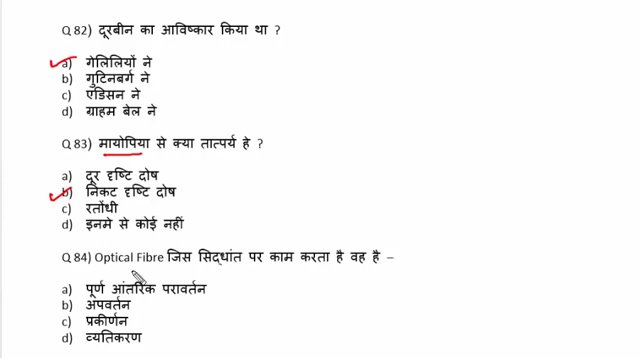 Q 82) दूरबीन का आविष्कार किया था ?
a) गेलिलियों ने
b) गुटिनबर्ग ने
c) एडिसन ने
d) ग्राहम बेल ने
Q 83) मायोपिया से क्या तात्पर्य हे ?
a) दूर दृष्टि दोष
b) निकट दृष्टि दोष
c) रतोंधी
d) इनमे से कोई नहीं
Q 84) Optical Fibre जिस सिद्धांत पर काम करता है वह है –
a) पूर्ण आंतरिक परावर्तन
b) अपवर्तन
c) प्रकीर्णन
d) व्यतिकरण